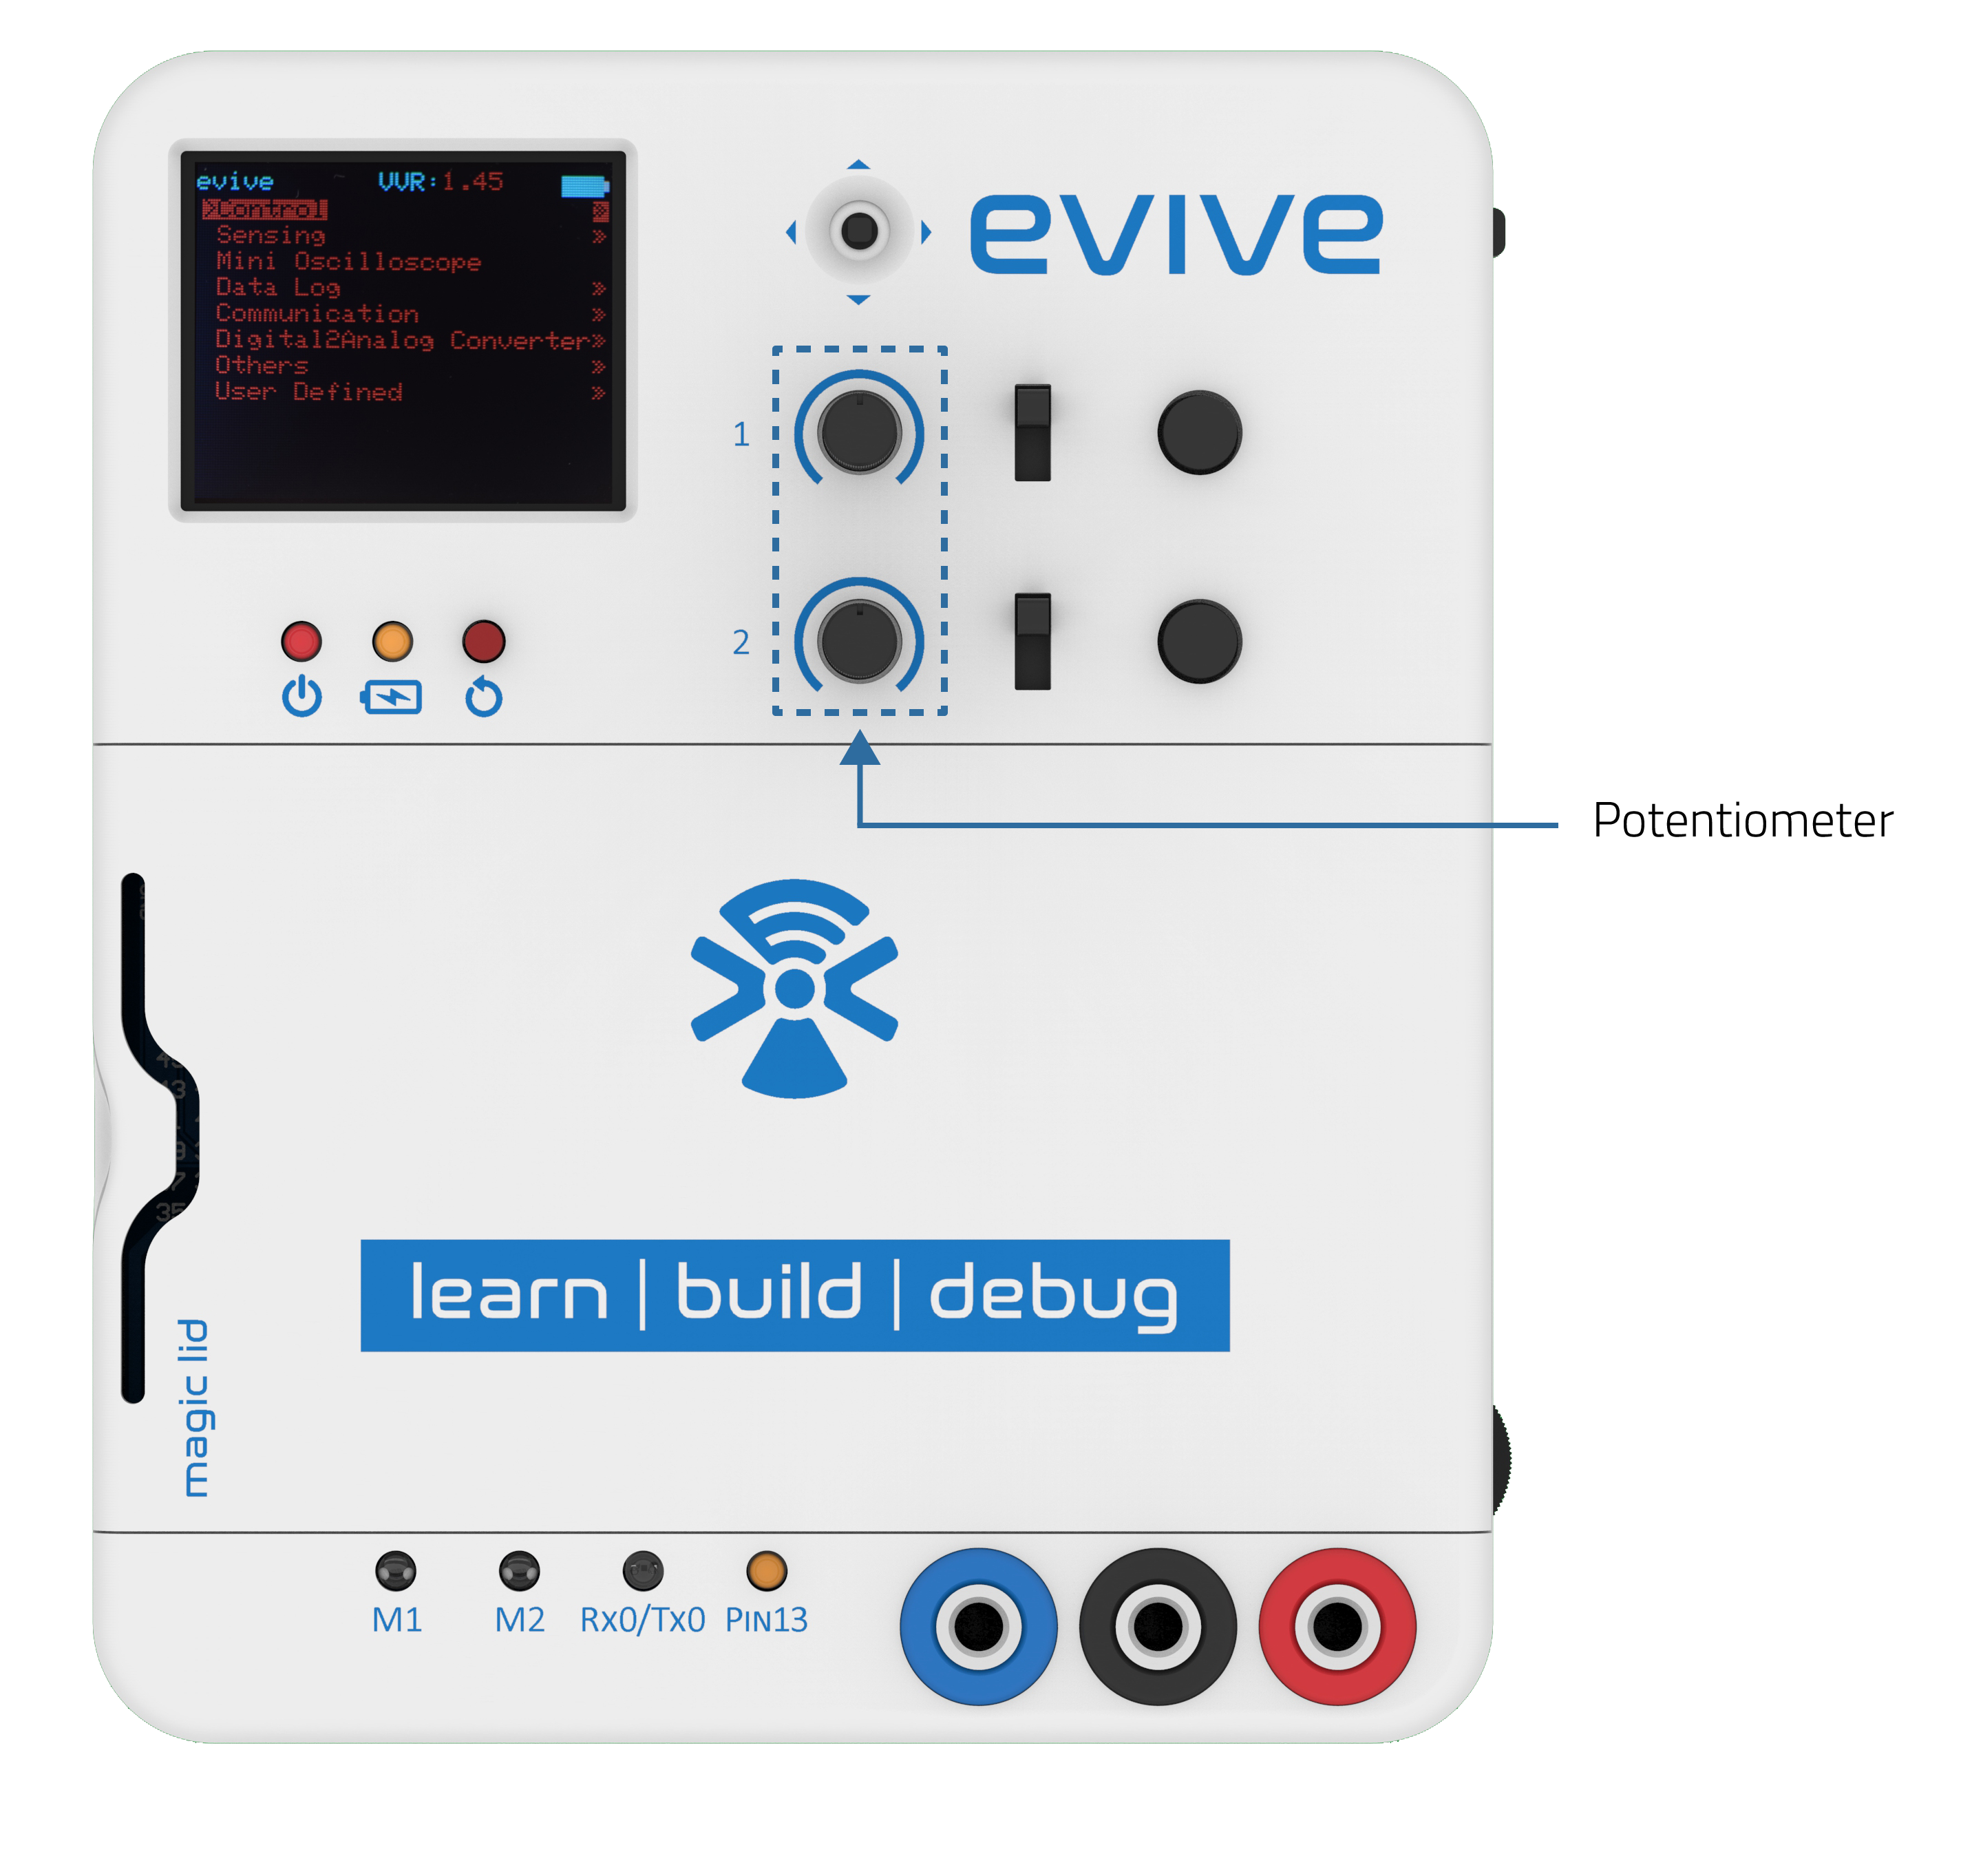 evive VVR:1.45
Control »
Sensing »
Mini Oscilloscope
Data Log »
Communication »
Digital2Analog Converter»
Others »
User Defined »
evive
1
2
Potentiometer
learn | build | debug
magic lid
M1 M2 Rx0/Tx0 PIN13